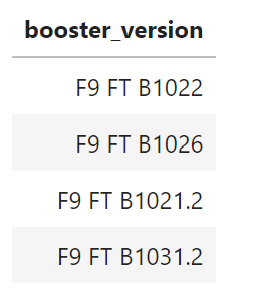 booster_version
F9 FT B1022
F9 FT B1026
F9 FT B1021.2
F9 FT B1031.2